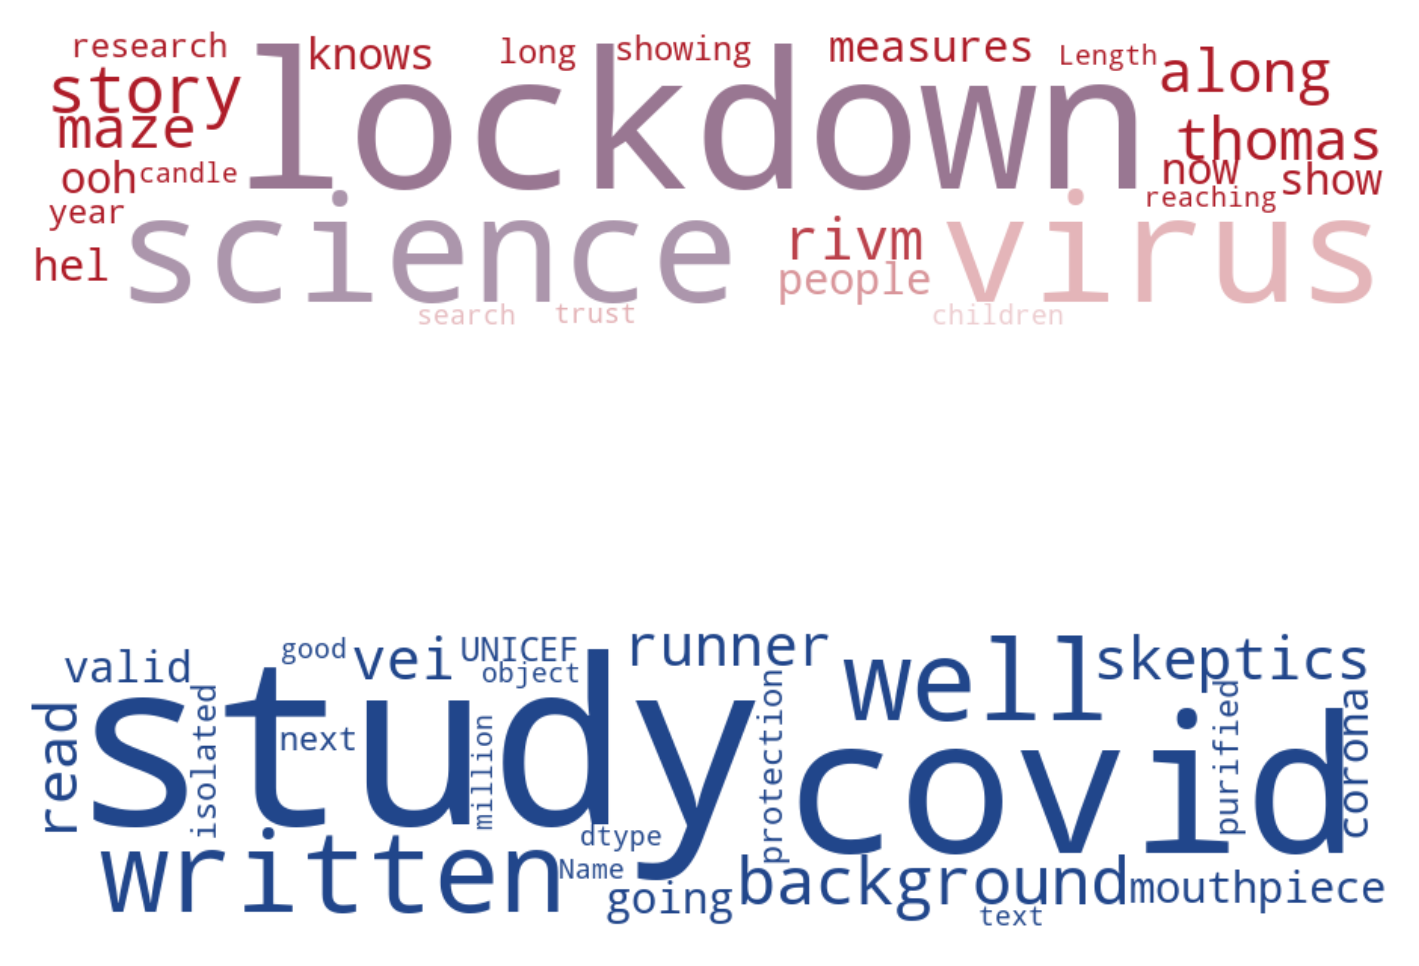 research knows long showing measures Length
story lockdown along
maze thomas
ooh candle now show
year reaching
hel science rivm virus
people
search trust children
good vei UNICEF runner well skeptics
valid object
read isolated study next million protection covid purified corona
written dtype
Name going background mouthpiece
text